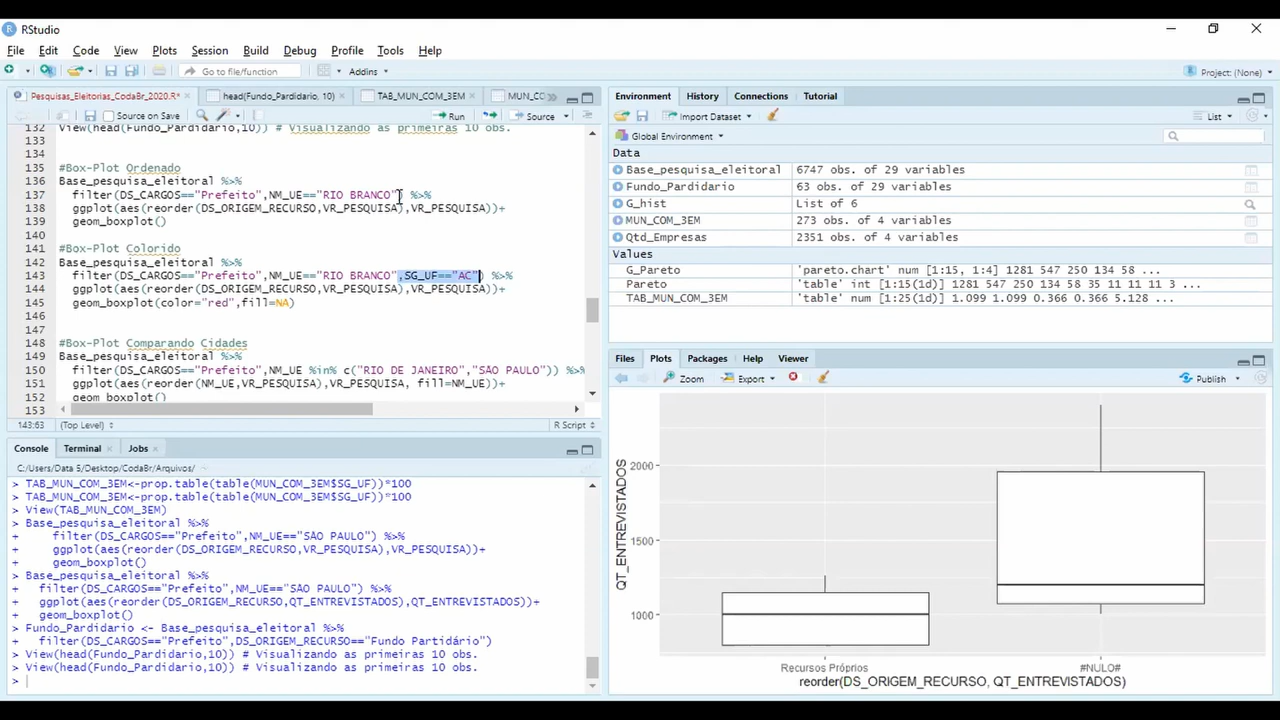 RStudio
File Edit Code View Plots Session Build Debug Profile Tools Help
Go to file/function Addins Project: (None)
Pesquisas_Eleitorias_CodaBr_2020.R* head(Fundo_Pardidario, 10) TAB_MUN_COM_3EM MUN_CO
Source on Save Run Source
132 View(head(Fundo_Pardidario,10)) # Visualizando as primeiras 10 obs.
133
134
135 #Box-Plot Ordenado
136 Base_pesquisa_eleitoral %>%
137 filter(DS_CARGOS=="Prefeito",NM_UE=="RIO BRANCO") %>%
138 ggplot(aes(reorder(DS_ORIGEM_RECURSO,VR_PESQUISA),VR_PESQUISA))+
139 geom_boxplot()
140
141 #Box-Plot Colorido
142 Base_pesquisa_eleitoral %>%
143 filter(DS_CARGOS=="Prefeito",NM_UE=="RIO BRANCO",SG_UF=="AC") %>%
144 ggplot(aes(reorder(DS_ORIGEM_RECURSO,VR_PESQUISA),VR_PESQUISA))+
145 geom_boxplot(color="red",fill=NA)
146
147
148 #Box-Plot Comparando Cidades
149 Base_pesquisa_eleitoral %>%
150 filter(DS_CARGOS=="Prefeito",NM_UE %in% c("RIO DE JANEIRO","SÃO PAULO")) %>%
151 ggplot(aes(reorder(NM_UE,VR_PESQUISA),VR_PESQUISA, fill=NM_UE))+
152 geom_boxplot()
153
143:63 (Top Level) R Script
Console Terminal Jobs
C:/Users/Data 5/Desktop/CodaBr/Arquivos/
> TAB_MUN_COM_3EM<-prop.table(table(MUN_COM_3EM$SG_UF))*100
> TAB_MUN_COM_3EM<-prop.table(table(MUN_COM_3EM$SG_UF))*100
> View(TAB_MUN_COM_3EM)
> Base_pesquisa_eleitoral %>%
+ filter(DS_CARGOS=="Prefeito",NM_UE=="SÃO PAULO") %>%
+ ggplot(aes(reorder(DS_ORIGEM_RECURSO,VR_PESQUISA),VR_PESQUISA))+
+ geom_boxplot()
> Base_pesquisa_eleitoral %>%
+ filter(DS_CARGOS=="Prefeito",NM_UE=="SÃO PAULO") %>%
+ ggplot(aes(reorder(DS_ORIGEM_RECURSO,QT_ENTREVISTADOS),QT_ENTREVISTADOS))+
+ geom_boxplot()
> Fundo_Pardidario <- Base_pesquisa_eleitoral %>%
+ filter(DS_CARGOS=="Prefeito",DS_ORIGEM_RECURSO=="Fundo Partidário")
> View(head(Fundo_Pardidario,10)) # Visualizando as primeiras 10 obs.
> View(head(Fundo_Pardidario,10)) # Visualizando as primeiras 10 obs.
>
Environment History Connections Tutorial
Import Dataset List
Global Environment
Data
Base_pesquisa_eleitoral 6747 obs. of 29 variables
Fundo_Pardidario 63 obs. of 29 variables
G_hist List of 6
MUN_COM_3EM 273 obs. of 4 variables
Qtd_Empresas 2351 obs. of 4 variables
Values
G_Pareto 'pareto.chart' num [1:15, 1:4] 1281 547 250 134 58 ...
Pareto 'table' int [1:15(1d)] 1281 547 250 134 58 35 11 11 11 3 ...
TAB_MUN_COM_3EM 'table' num [1:25(1d)] 1.099 1.099 0.366 0.366 5.128 ...
Files Plots Packages Help Viewer
Zoom Export Publish
QT_ENTREVISTADOS
2000
1500
1000
Recursos Próprios #NULO#
reorder(DS_ORIGEM_RECURSO, QT_ENTREVISTADOS)